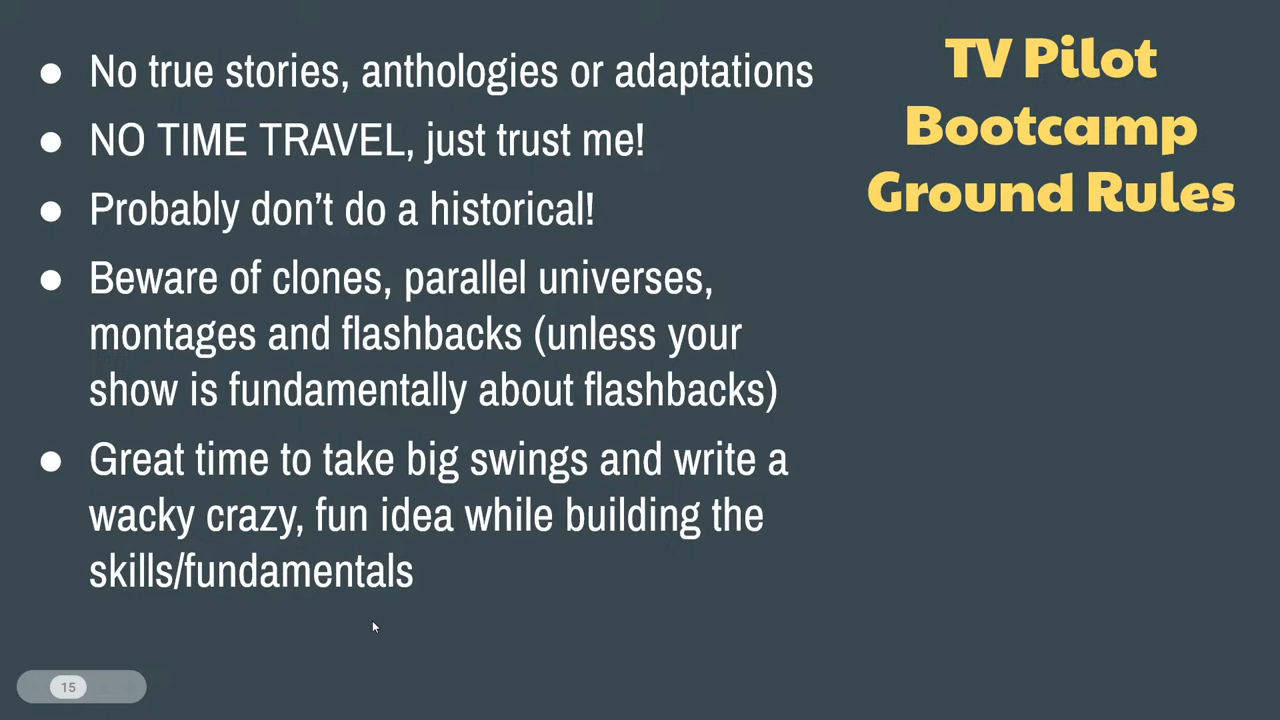 TV Pilot
Bootcamp
Ground Rules
● No true stories, anthologies or adaptations
● NO TIME TRAVEL, just trust me!
● Probably don’t do a historical!
● Beware of clones, parallel universes,
montages and flashbacks (unless your
show is fundamentally about flashbacks)
● Great time to take big swings and write a
wacky crazy, fun idea while building the
skills/fundamentals
15